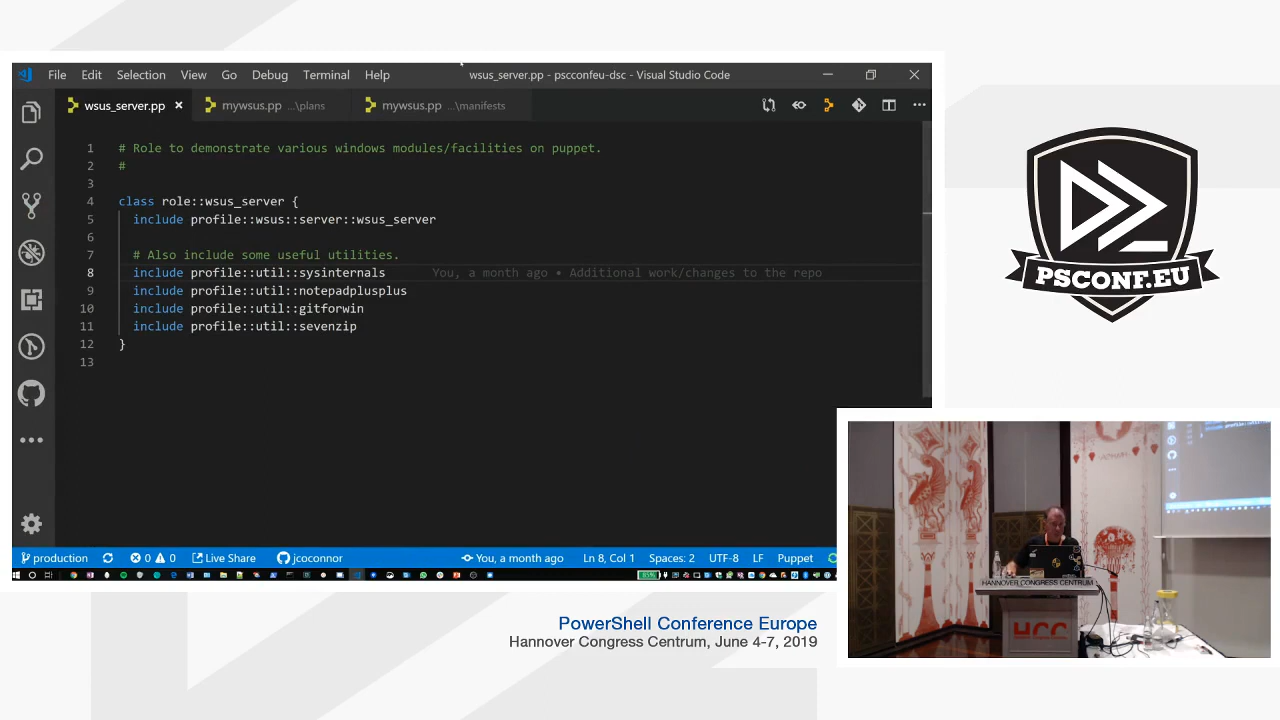 File Edit Selection View Go Debug Terminal Help wsus_server.pp - pscconfeu-dsc - Visual Studio Code
wsus_server.pp mywsus.pp ...\plans mywsus.pp ...\manifests
1 # Role to demonstrate various windows modules/facilities on puppet.
2 #
3
4 class role::wsus_server {
5 include profile::wsus::server::wsus_server
6
7 # Also include some useful utilities.
8 include profile::util::sysinternals You, a month ago • Additional work/changes to the repo
9 include profile::util::notepadplusplus
10 include profile::util::gitforwin
11 include profile::util::sevenzip
12 }
13
production 0 0 Live Share jcoconnor You, a month ago Ln 8, Col 1 Spaces: 2 UTF-8 LF Puppet
85%
PSCONF.EU
HANNOVER CONGRESS CENTRUM
HCC
PowerShell Conference Europe
Hannover Congress Centrum, June 4-7, 2019